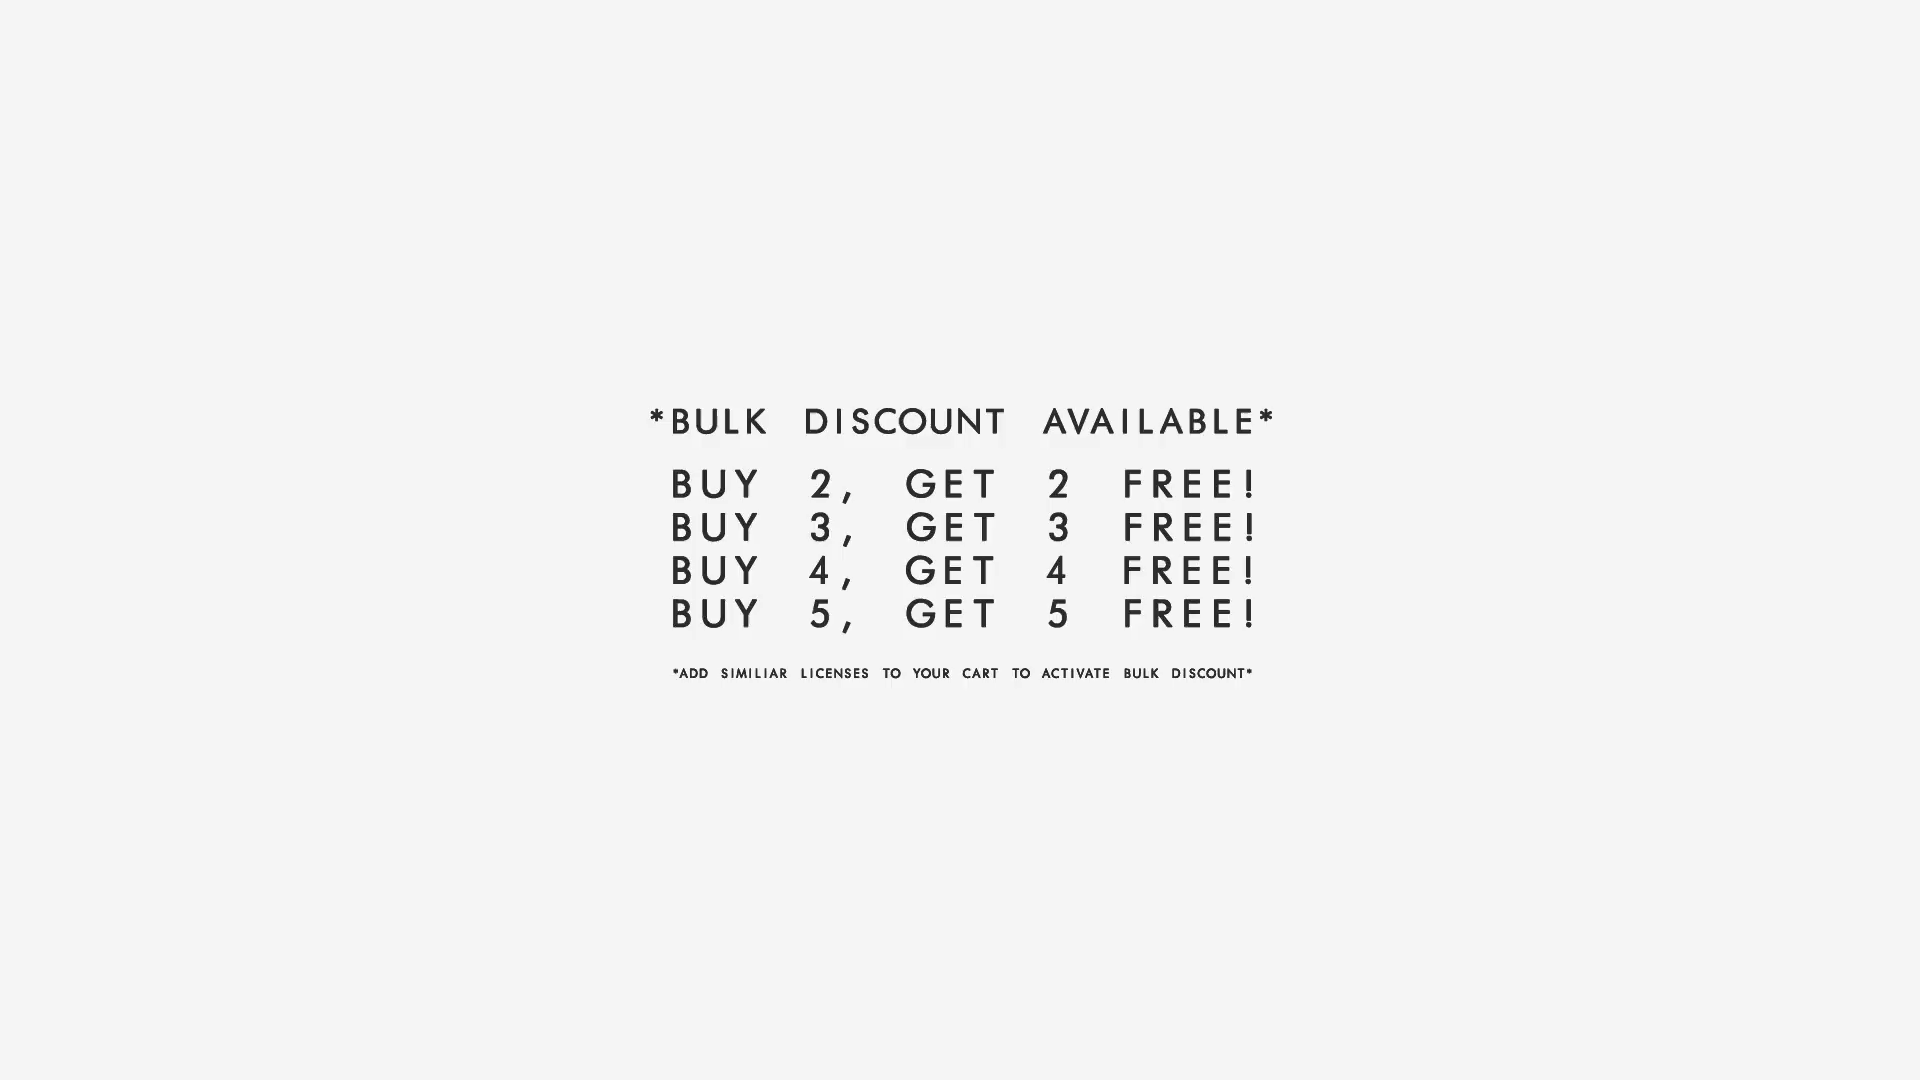 *BULK DISCOUNT AVAILABLE*
BUY 2, GET 2 FREE!
BUY 3, GET 3 FREE!
BUY 4, GET 4 FREE!
BUY 5, GET 5 FREE!
*ADD SIMILIAR LICENSES TO YOUR CART TO ACTIVATE BULK DISCOUNT*